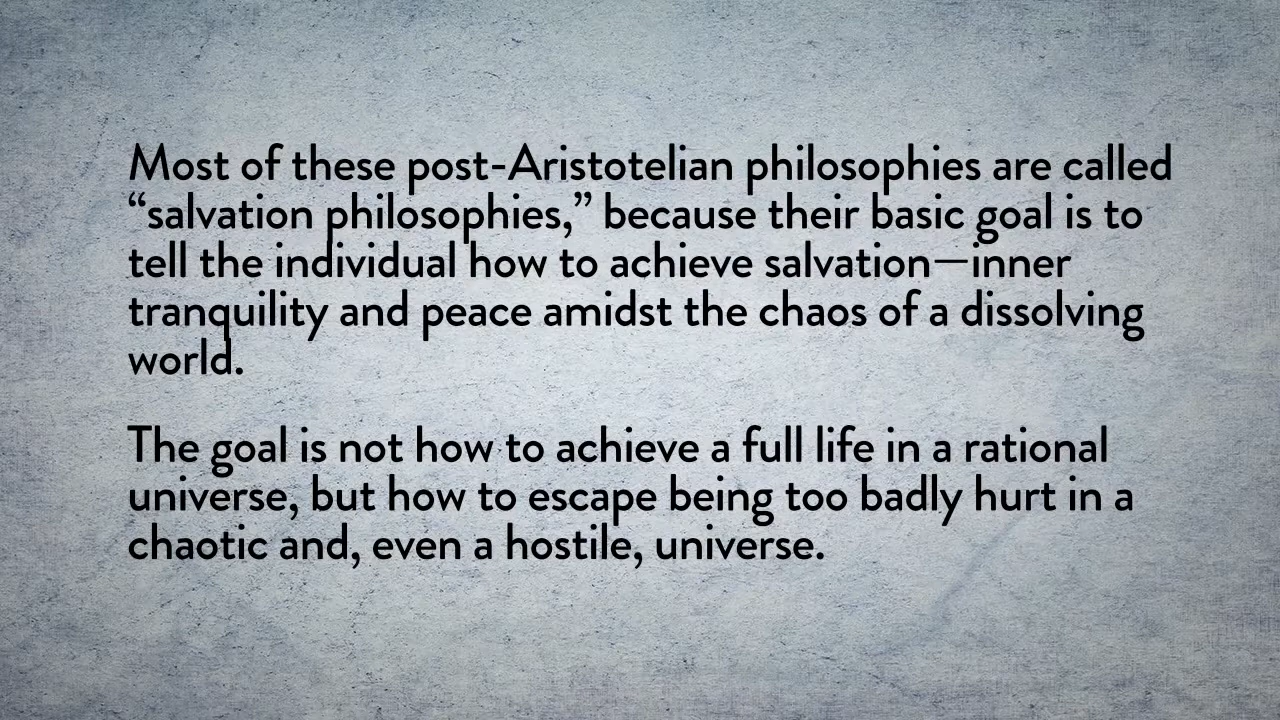 Most of these post-Aristotelian philosophies are called
“salvation philosophies,” because their basic goal is to
tell the individual how to achieve salvation—inner
tranquility and peace amidst the chaos of a dissolving
world.
The goal is not how to achieve a full life in a rational
universe, but how to escape being too badly hurt in a
chaotic and, even a hostile, universe.